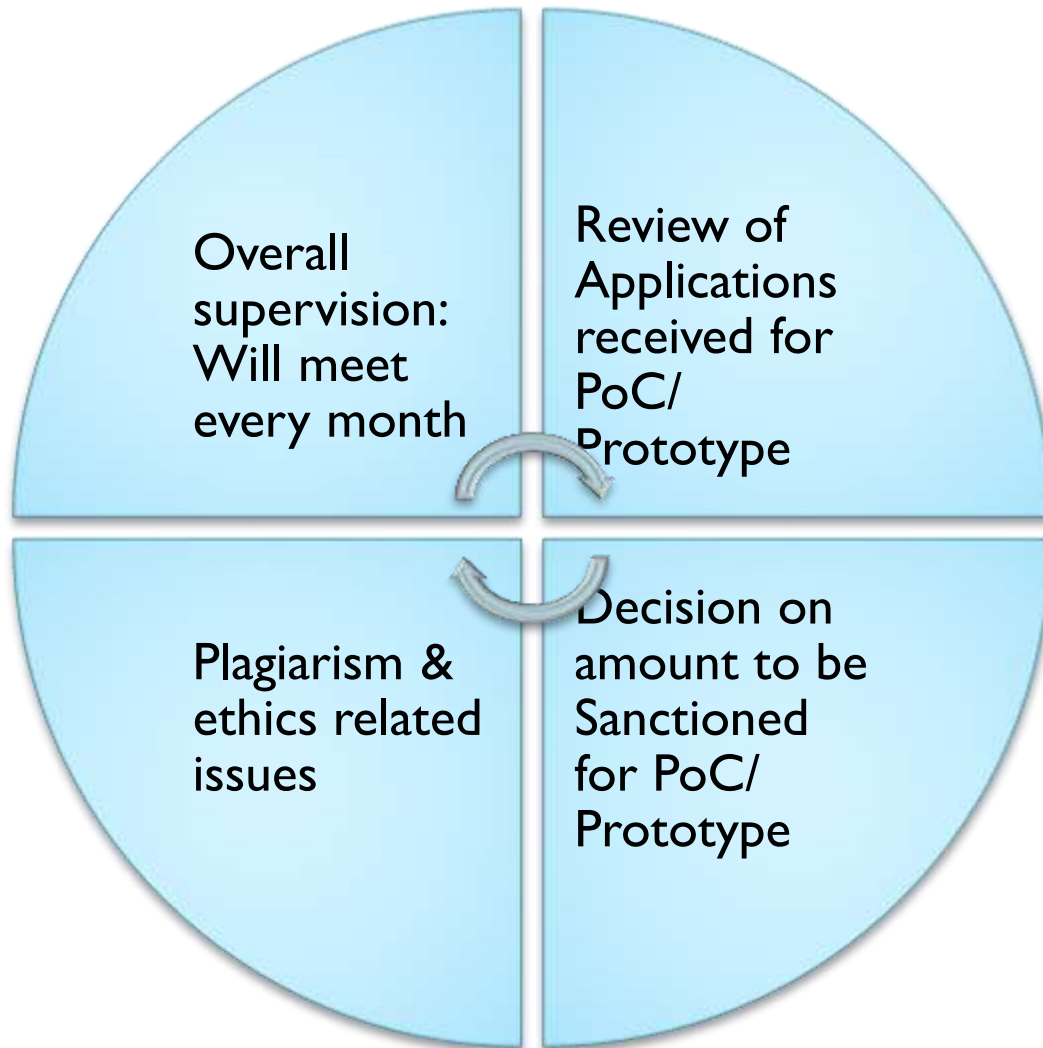 Overall
supervision:
Will meet
every month
Review of
Applications
received for
PoC/
Prototype
Plagiarism &
ethics related
issues
Decision on
amount to be
Sanctioned
for PoC/
Prototype